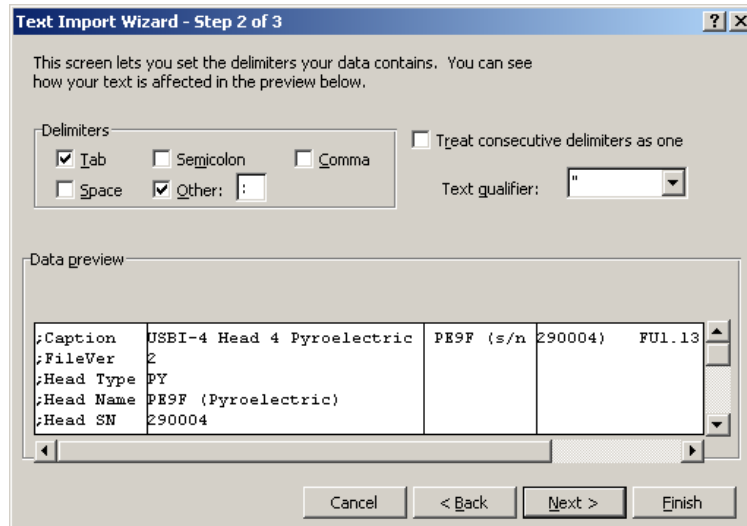 Text Import Wizard - Step 2 of 3
This screen lets you set the delimiters your data contains. You can see
how your text is affected in the preview below.
Delimiters
Tab Semicolon Comma
Space Other: :
Treat consecutive delimiters as one
Text qualifier: "
Data preview
;Caption USBI-4 Head 4 Pyroelectric PE9F (s/n 290004) FU1.13
;FileVer 2
;Head Type PY
;Head Name PE9F (Pyroelectric)
;Head SN 290004
Cancel < Back Next > Finish